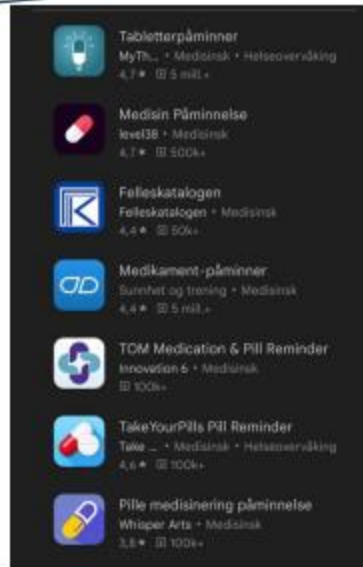 Tabletterpåminner
MyTh... • Medisinsk • Helseovervåking
4,7★ 5 mill.+
Medisin Påminnelse
level38 • Medisinsk
4,7★ 500k+
Felleskatalogen
Felleskatalogen • Medisinsk
4,4★ 50k+
Medikament-påminner
Sunnhet og trening • Medisinsk
4,4★ 5 mill.+
TOM Medication & Pill Reminder
Innovation 6 • Medisinsk
100k+
TakeYourPills Pill Reminder
Take ... • Medisinsk • Helseovervåking
4,6★ 100k+
Pille medisinering påminnelse
Whisper Arts • Medisinsk
3,8★ 100k+